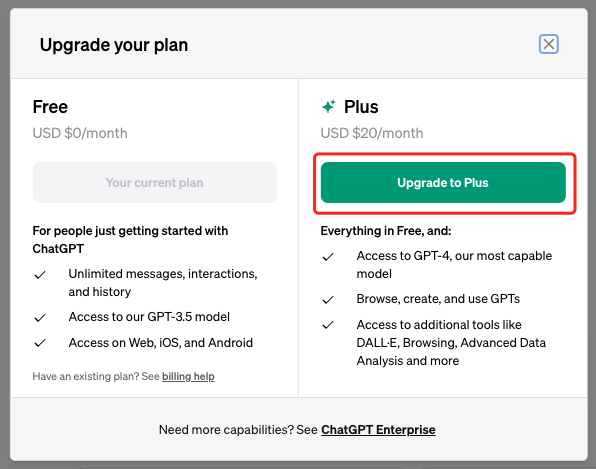 Upgrade your plan
Free
USD $0/month
Your current plan
For people just getting started with
ChatGPT
Unlimited messages, interactions,
and history
Access to our GPT-3.5 model
Access on Web, iOS, and Android
Have an existing plan? See billing help
Plus
USD $20/month
Upgrade to Plus
Everything in Free, and:
Access to GPT-4, our most capable
model
Browse, create, and use GPTs
Access to additional tools like
DALL·E, Browsing, Advanced Data
Analysis and more
Need more capabilities? See ChatGPT Enterprise